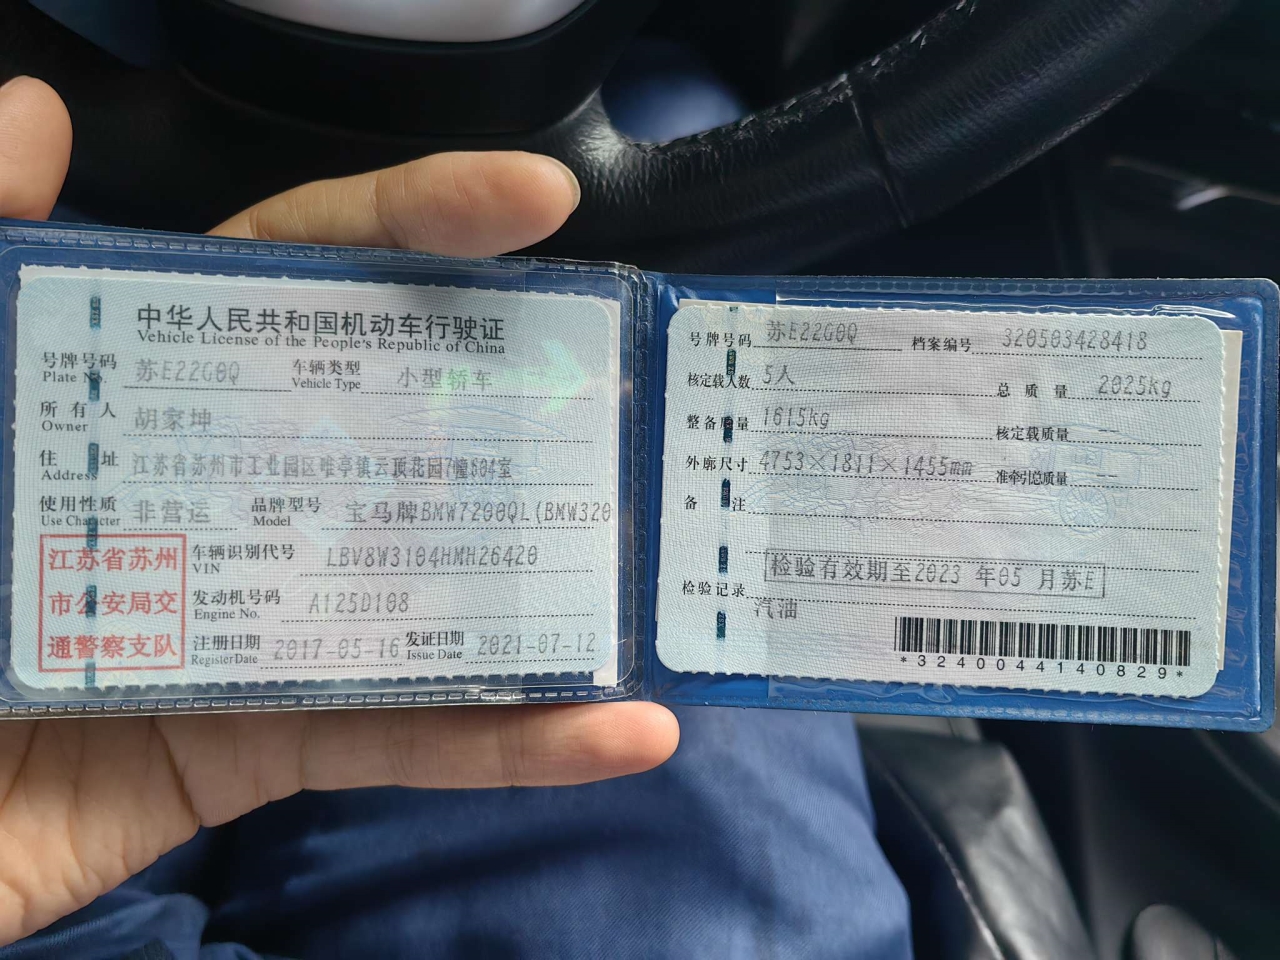 中华人民共和国机动车行驶证
Vehicle License of the People's Republic of China
号牌号码 苏E22G0Q 车辆类型 小型轿车
Plate No. Vehicle Type
所有人 胡家坤
Owner
住址 江苏省苏州市工业园区唯亭镇云顶花园7幢504室
Address
使用性质 非营运 品牌型号 宝马牌BMW7200QL(BMW320
Use Character Model
江苏省苏州
市公安局交
通警察支队
车辆识别代号 LBV8W3104HMH26420
VIN
发动机号码 A125D108
Engine No.
注册日期 2017-05-16 发证日期 2021-07-12
Register Date Issue Date
号牌号码 苏E22G0Q 档案编号 320503428418
核定载人数 5人 总质量 2025kg
整备质量 1615kg 核定载质量 --
外廓尺寸 4753×1811×1455mm 准牵引总质量 --
备注
检验有效期至2023 年05 月苏E
检验记录
汽油
*3240044140829*